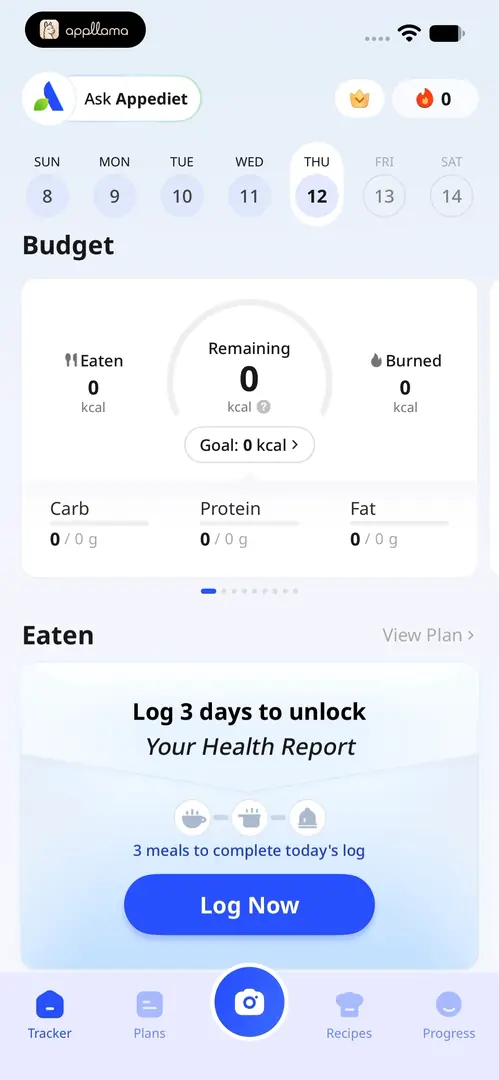 appllama
Ask Appediet
0
SUN MON TUE WED THU FRI SAT
8 9 10 11 12 13 14
Budget
Remaining
Eaten 0 Burned
0 kcal ? 0
kcal kcal
Goal: 0 kcal >
Carb Protein Fat
0 / 0 g 0 / 0 g 0 / 0 g
Eaten View Plan >
Log 3 days to unlock
Your Health Report
3 meals to complete today's log
Log Now
Tracker Plans Recipes Progress